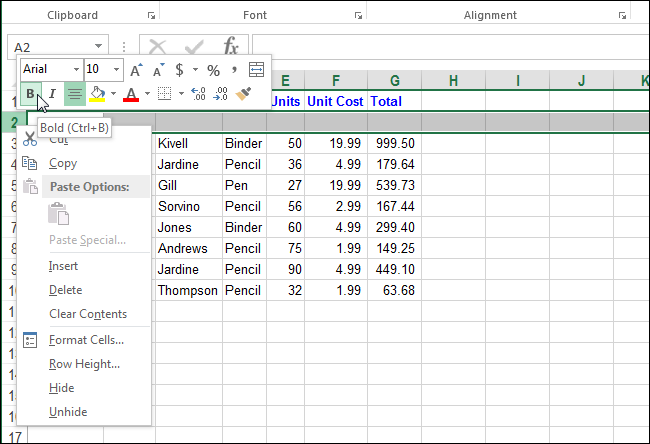 Clipboard Font Alignment
A2 fx
Arial 10 A A $ % ,
B I A ←.0 .00 .00 →.0
Bold (Ctrl+B)
E F G H I J K
1 Units Unit Cost Total
2
Cut
3 Kivell Binder 50 19.99 999.50
Copy
4 Jardine Pencil 36 4.99 179.64
Paste Options:
5 Gill Pen 27 19.99 539.73
6 Sorvino Pencil 56 2.99 167.44
7 Jones Binder 60 4.99 299.40
Paste Special...
8 Andrews Pencil 75 1.99 149.25
Insert
9 Jardine Pencil 90 4.99 449.10
Delete
10 Thompson Pencil 32 1.99 63.68
Clear Contents
Format Cells...
Row Height...
Hide
Unhide
17